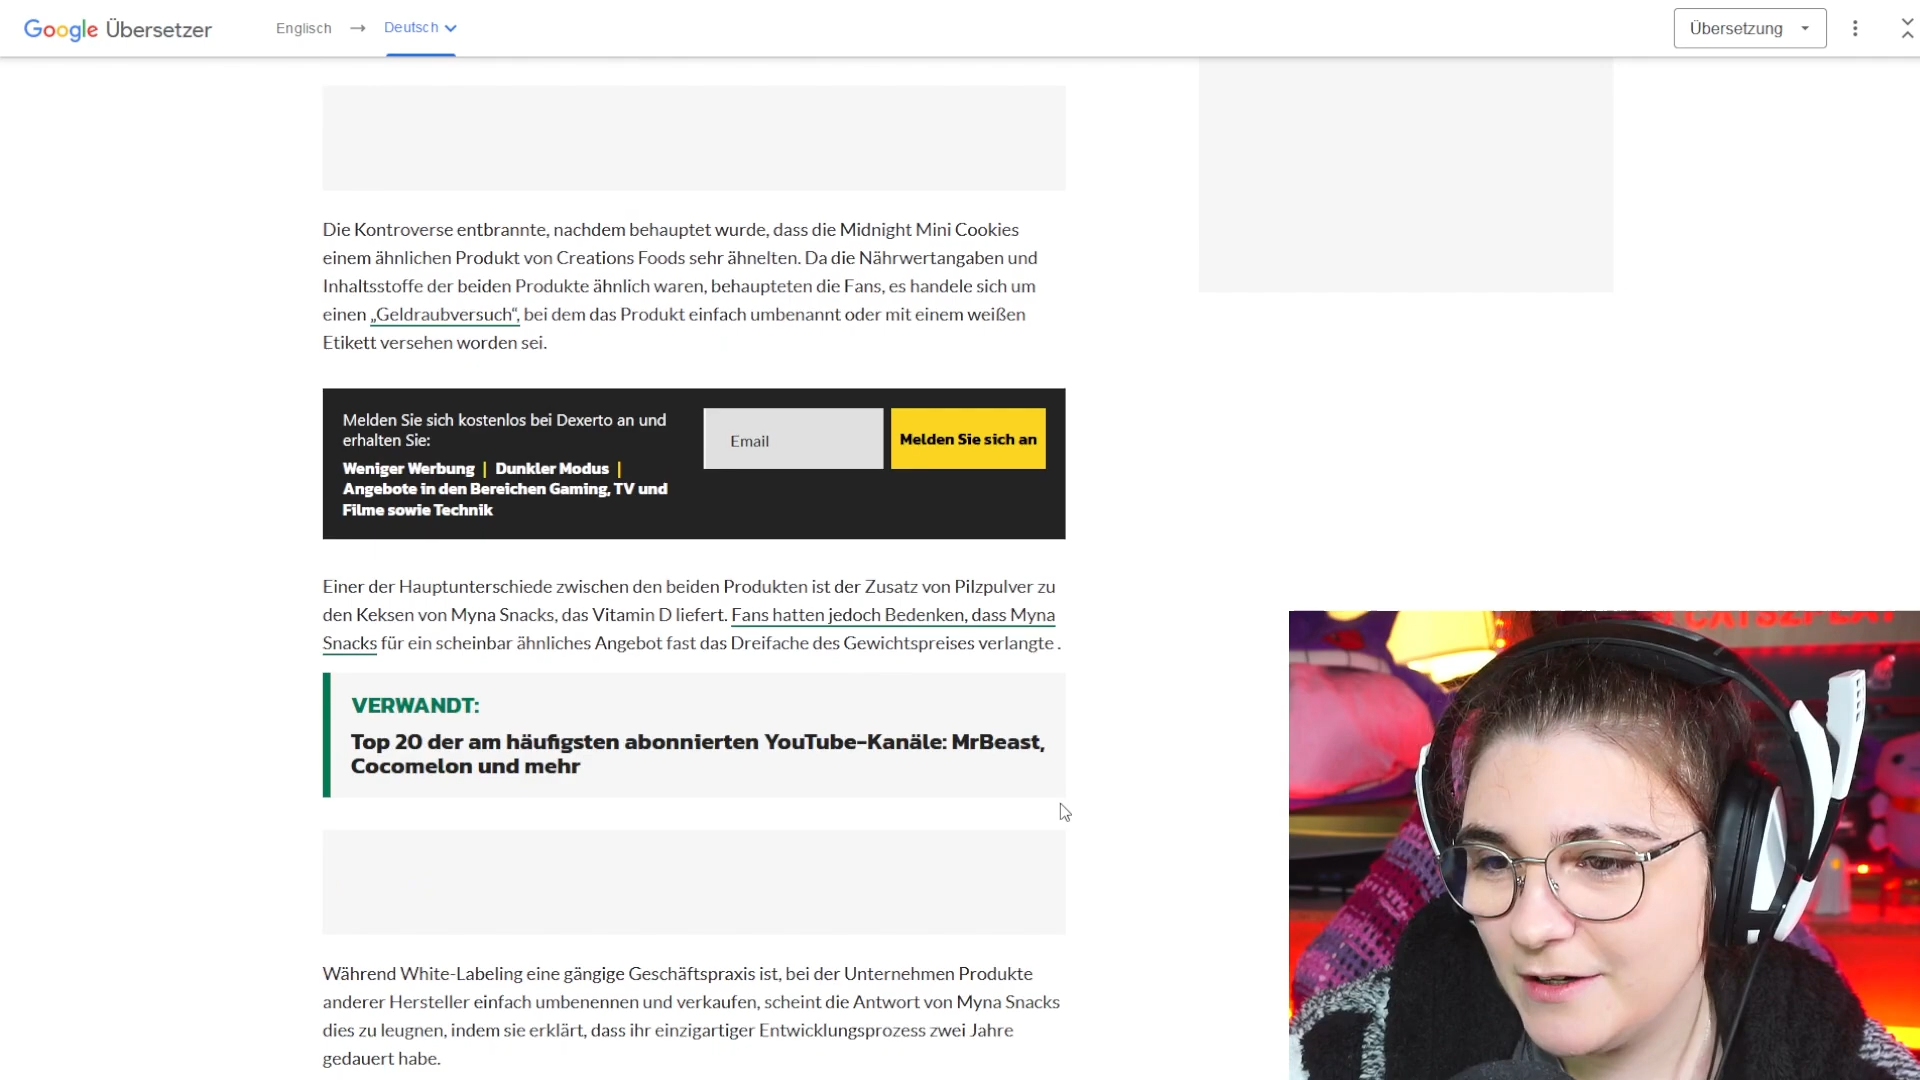 Google Übersetzer
Englisch → Deutsch
Übersetzung
Die Kontroverse entbrannte, nachdem behauptet wurde, dass die Midnight Mini Cookies
einem ähnlichen Produkt von Creations Foods sehr ähnelten. Da die Nährwertangaben und
Inhaltsstoffe der beiden Produkte ähnlich waren, behaupteten die Fans, es handele sich um
einen „Geldraubversuch“, bei dem das Produkt einfach umbenannt oder mit einem weißen
Etikett versehen worden sei.
Melden Sie sich kostenlos bei Dexerto an und
erhalten Sie:
Weniger Werbung | Dunkler Modus |
Angebote in den Bereichen Gaming, TV und
Filme sowie Technik
Email
Melden Sie sich an
Einer der Hauptunterschiede zwischen den beiden Produkten ist der Zusatz von Pilzpulver zu
den Keksen von Myna Snacks, das Vitamin D liefert. Fans hatten jedoch Bedenken, dass Myna
Snacks für ein scheinbar ähnliches Angebot fast das Dreifache des Gewichtspreises verlangte .
VERWANDT:
Top 20 der am häufigsten abonnierten YouTube-Kanäle: MrBeast,
Cocomelon und mehr
Während White-Labeling eine gängige Geschäftspraxis ist, bei der Unternehmen Produkte
anderer Hersteller einfach umbenennen und verkaufen, scheint die Antwort von Myna Snacks
dies zu leugnen, indem sie erklärt, dass ihr einzigartiger Entwicklungsprozess zwei Jahre
gedauert habe.
CATSZPLAY